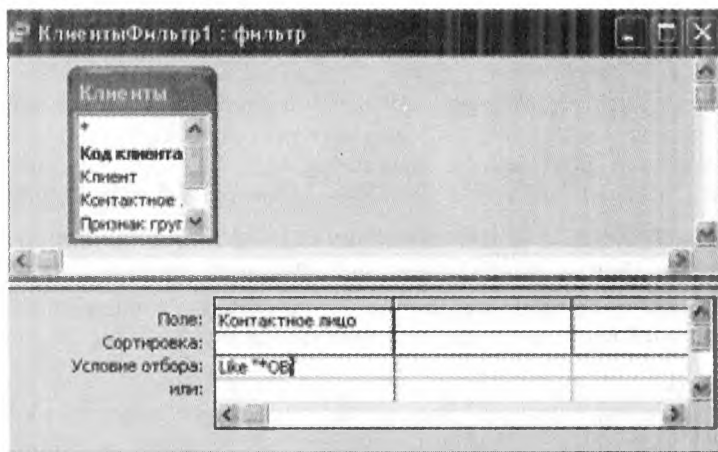 КлиентыФильтр1 : фильтр
Клиенты
*
Код клиента
Клиент
Контактное .
Признак груп
Поле: Контактное лицо
Сортировка:
Условие отбора: Like "*ОВ
или: